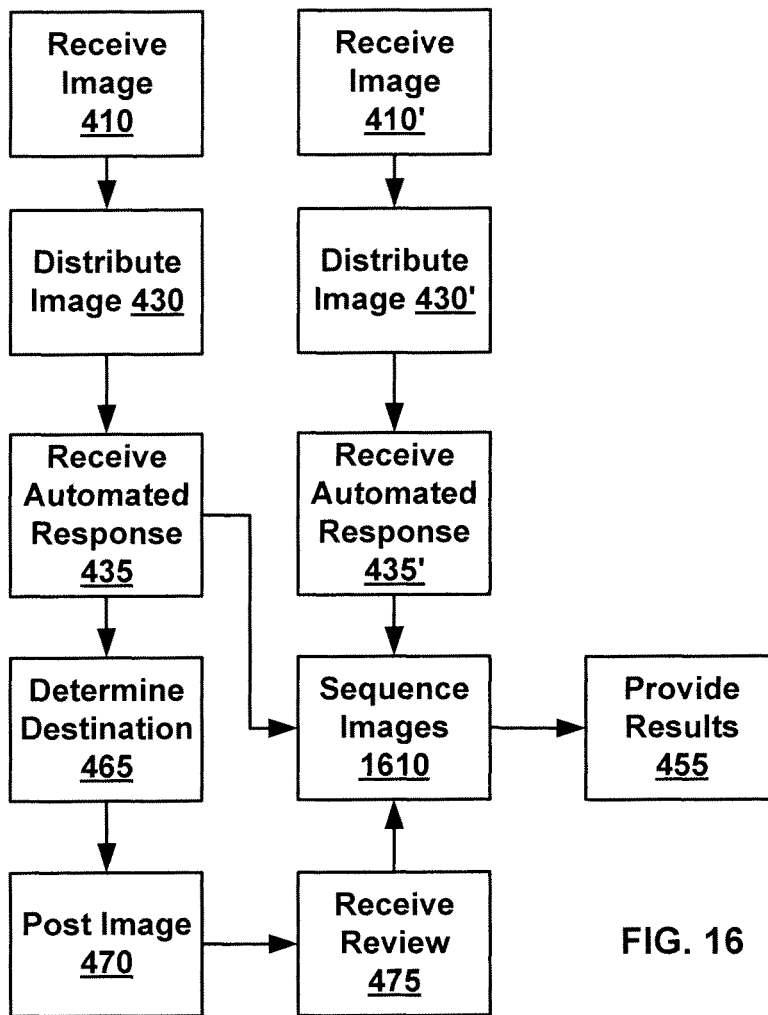 Receive
Image
410
Receive
Image
410'
Distribute
Image 430
Distribute
Image 430'
Receive
Automated
Response
435
Receive
Automated
Response
435'
Determine
Destination
465
Sequence
Images
1610
Provide
Results
455
Post Image
470
Receive
Review
475
FIG. 16